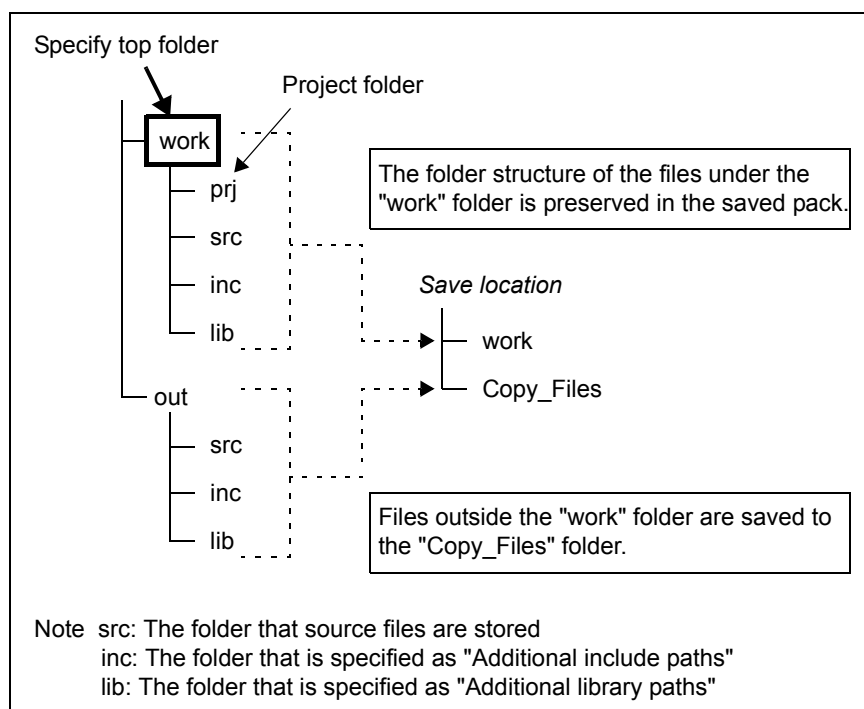 Specify top folder
Project folder
work
prj
src
inc
lib
out
src
inc
lib
The folder structure of the files under the
"work" folder is preserved in the saved pack.
Save location
work
Copy_Files
Files outside the "work" folder are saved to
the "Copy_Files" folder.
Note src: The folder that source files are stored
inc: The folder that is specified as "Additional include paths"
lib: The folder that is specified as "Additional library paths"